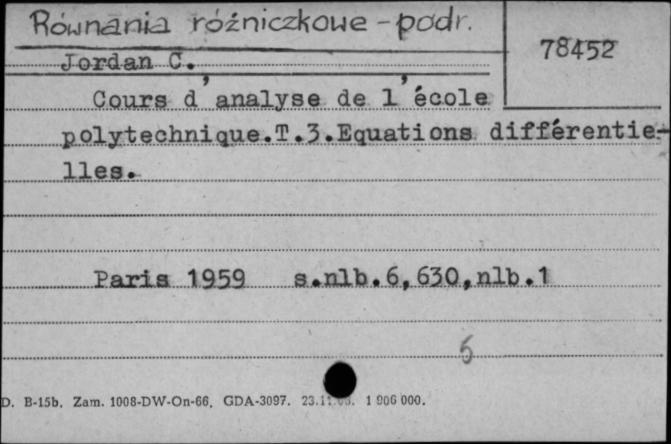 Równania różniczkowe - podr.
78452
Jordan C.
Cours d'analyse de l'école
polytechnique.T.3.Equations différentie-
lles.
Paris 1959 s.nlb.6,630,nlb.1
6
D. B-15b. Zam. 1008-DW-On-66. GDA-3097. 1 906 000.